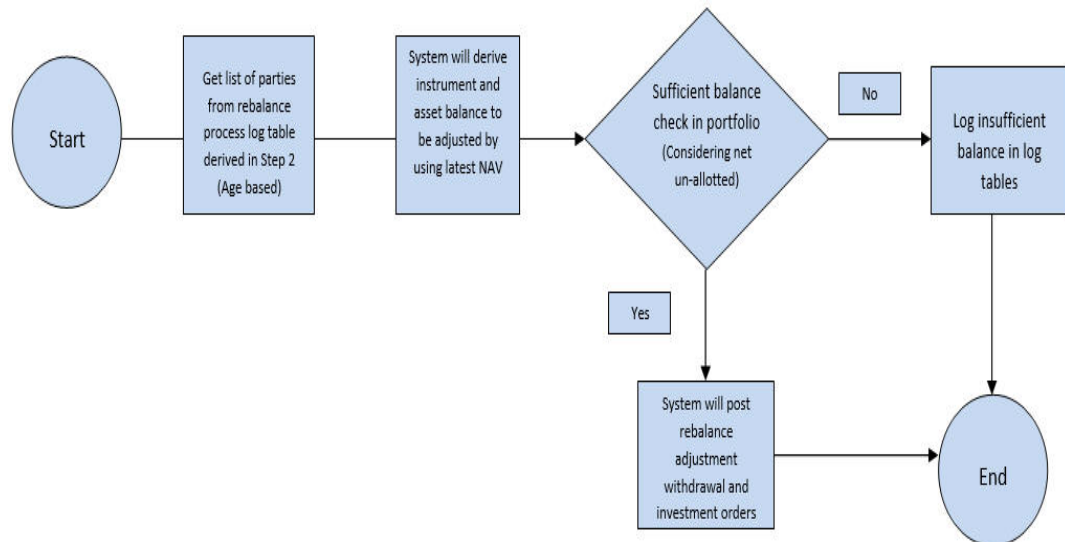 Start
Get list of parties
from rebalance
process log table
derived in Step 2
(Age based)
System will derive
instrument and
asset balance to
be adjusted by
using latest NAV
Sufficient balance
check in portfolio
(Considering net
un-allotted)
No
Log insufficient
balance in log
tables
Yes
System will post
rebalance
adjustment
withdrawal and
investment orders
End